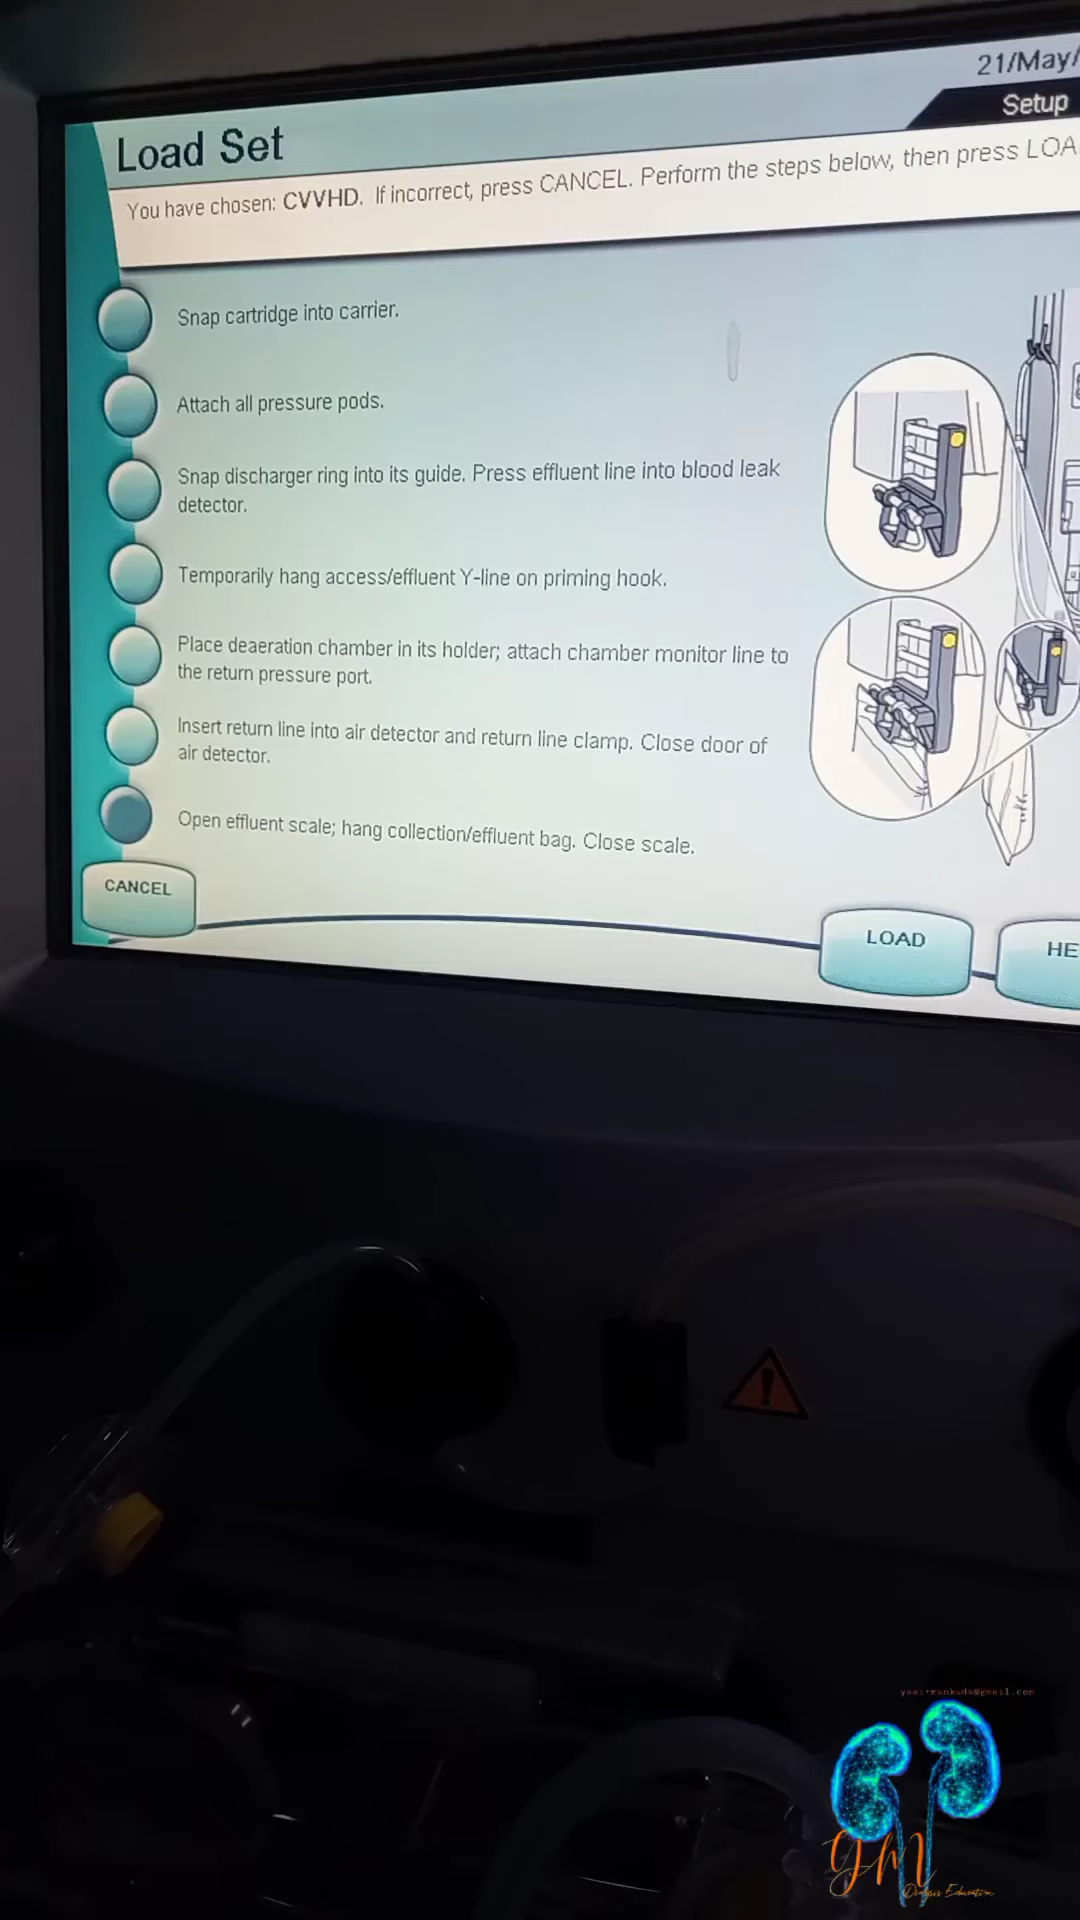 21/May/
Setup
Load Set
You have chosen: CVVHD. If incorrect, press CANCEL. Perform the steps below, then press LOA
Snap cartridge into carrier.
Attach all pressure pods.
Snap discharger ring into its guide. Press effluent line into blood leak
detector.
Temporarily hang access/effluent Y-line on priming hook.
Place deaeration chamber in its holder; attach chamber monitor line to
the return pressure port.
Insert return line into air detector and return line clamp. Close door of
air detector.
Open effluent scale; hang collection/effluent bag. Close scale.
CANCEL
LOAD
HE
Dialysis Education